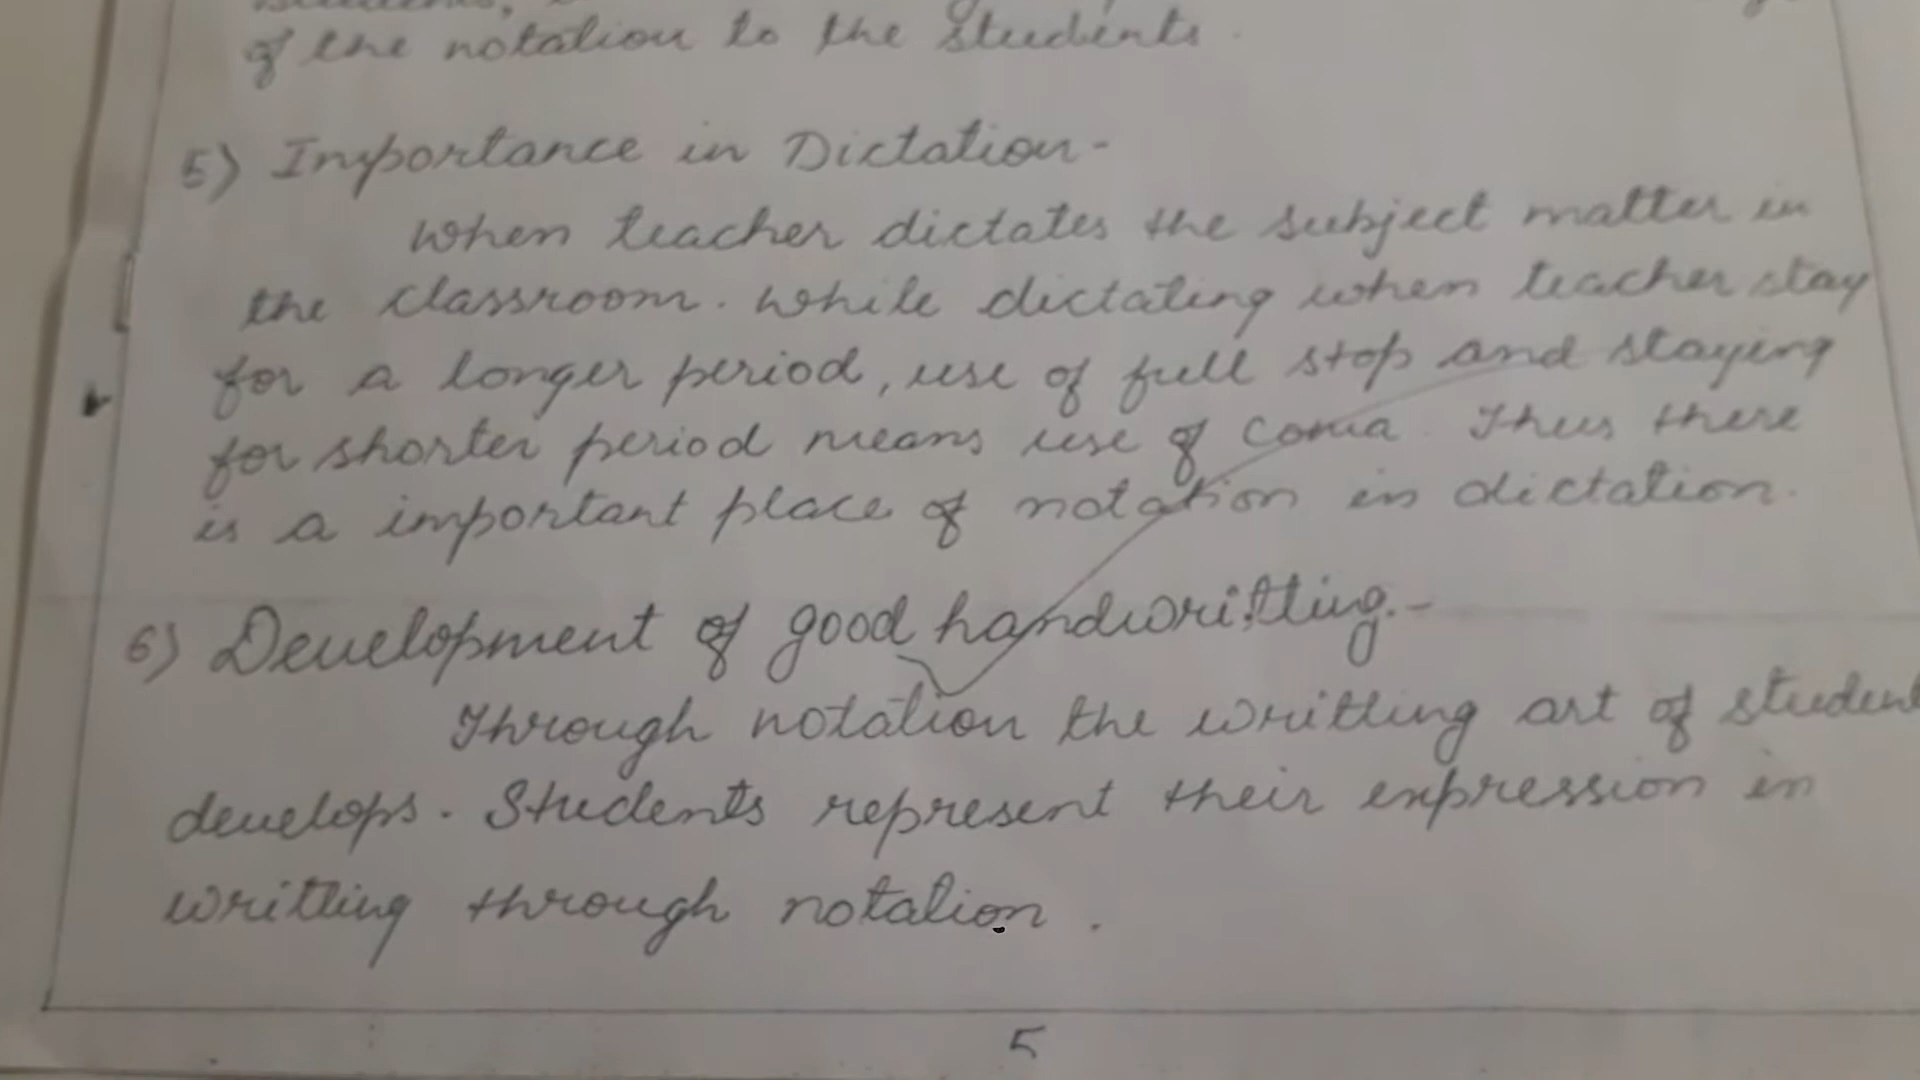 of the notation to the students.
5) Importance in Dictation-
When teacher dictates the subject matter in
the classroom. While dictating when teacher stay
for a longer period, use of full stop and staying
for shorter period means use of coma. Thus there
is a important place of notation in dictation.
6) Development of good handwritting.-
Through notation the writting art of student
develops. Students represent their expression in
writting through notation.
5